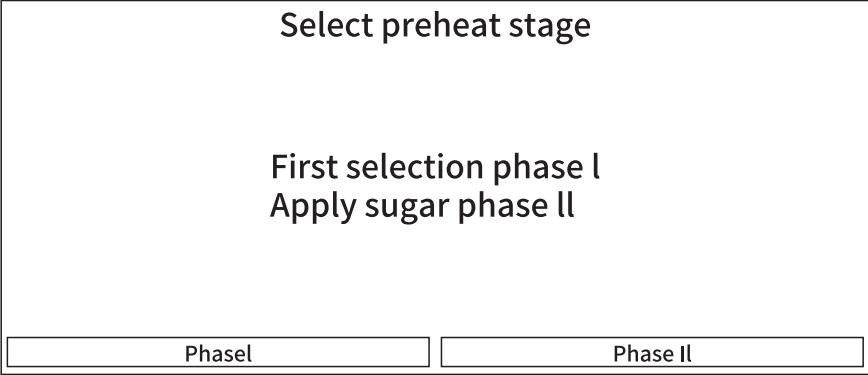 Select preheat stage
First selection phase l
Apply sugar phase ll
Phasel
Phase Il